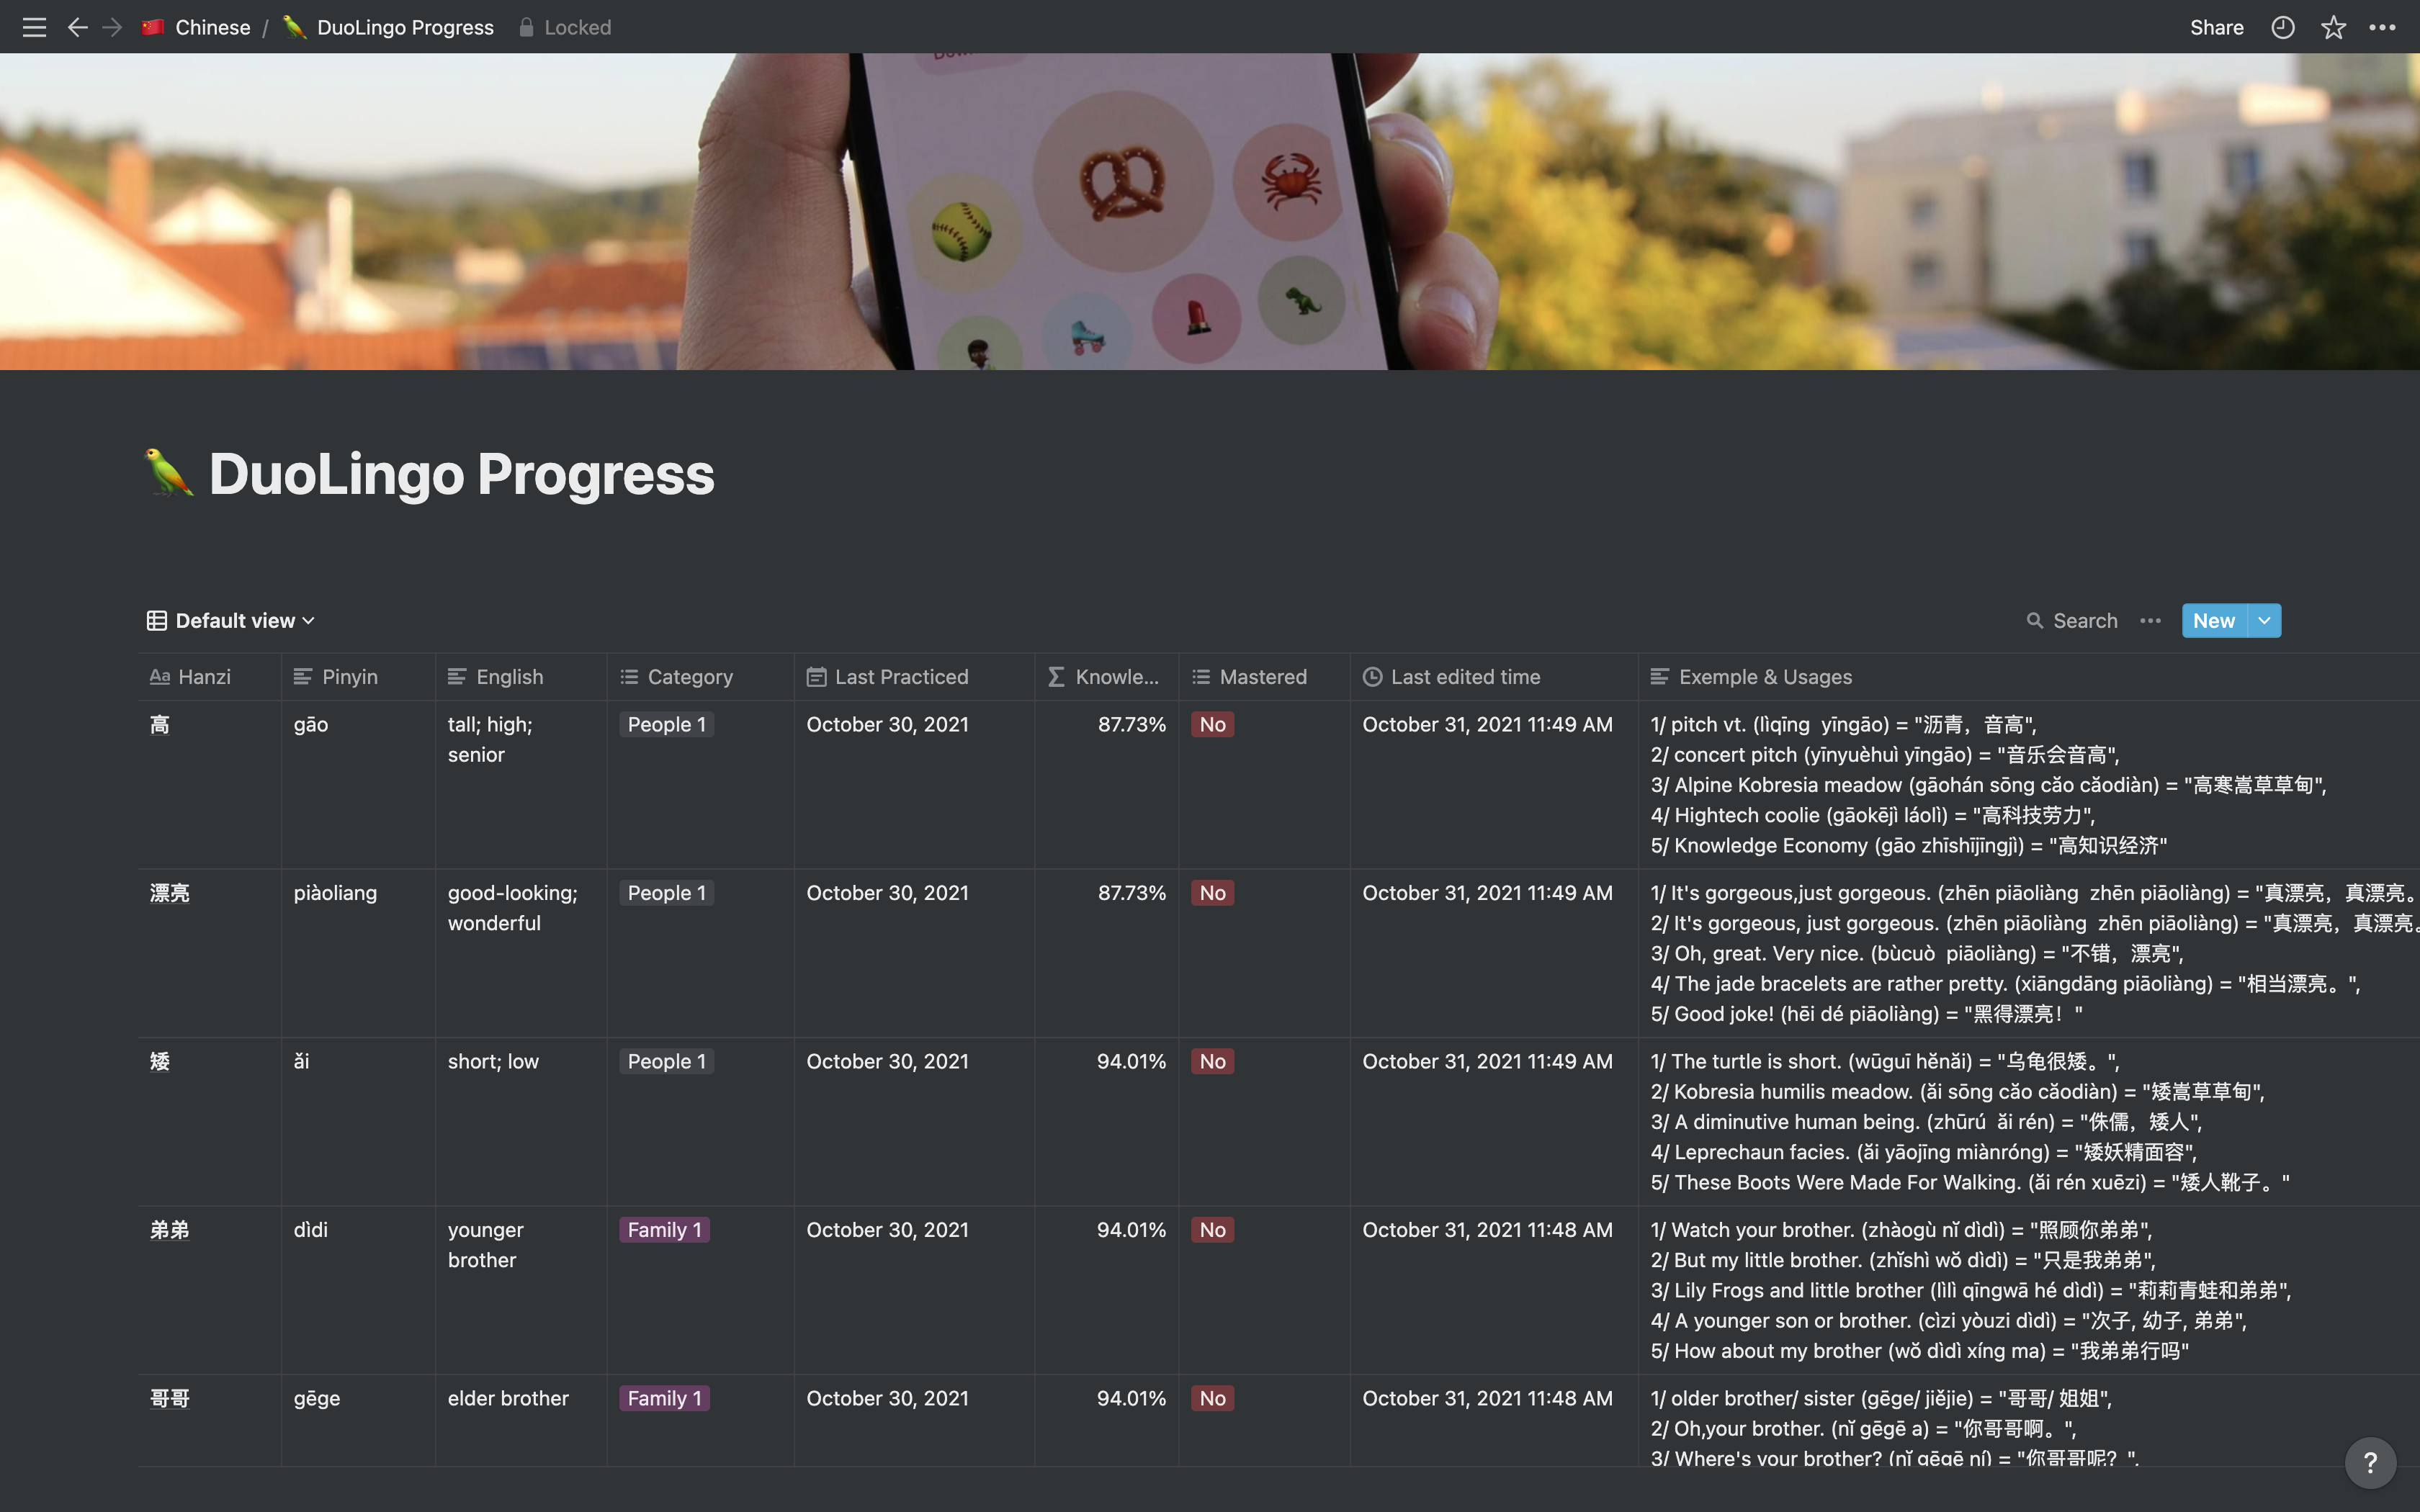 Chinese / DuoLingo Progress Locked Share
DuoLingo Progress
Default view Search New
Aa Hanzi Pinyin English Category Last Practiced Knowle... Mastered Last edited time Exemple & Usages
高 gāo tall; high; People 1 October 30, 2021 87.73% No October 31, 2021 11:49 AM 1/ pitch vt. (lìqīng  yīngāo) = "沥青，音高",
senior 2/ concert pitch (yīnyuèhuì yīngāo) = "音乐会音高",
3/ Alpine Kobresia meadow (gāohán sōng cǎo cǎodiàn) = "高寒嵩草草甸",
4/ Hightech coolie (gāokējì láolì) = "高科技劳力",
5/ Knowledge Economy (gāo zhīshījīngjì) = "高知识经济"
漂亮 piàoliang good-looking; People 1 October 30, 2021 87.73% No October 31, 2021 11:49 AM 1/ It's gorgeous,just gorgeous. (zhēn piāoliàng  zhēn piāoliàng) = "真漂亮，真漂亮。
wonderful 2/ It's gorgeous, just gorgeous. (zhēn piāoliàng  zhēn piāoliàng) = "真漂亮，真漂亮。
3/ Oh, great. Very nice. (bùcuò  piāoliàng) = "不错，漂亮",
4/ The jade bracelets are rather pretty. (xiāngdāng piāoliàng) = "相当漂亮。",
5/ Good joke! (hēi dé piāoliàng) = "黑得漂亮！"
矮 ǎi short; low People 1 October 30, 2021 94.01% No October 31, 2021 11:49 AM 1/ The turtle is short. (wūguī hěnǎi) = "乌龟很矮。",
2/ Kobresia humilis meadow. (ǎi sōng cǎo cǎodiàn) = "矮嵩草草甸",
3/ A diminutive human being. (zhūrú  ǎi rén) = "侏儒，矮人",
4/ Leprechaun facies. (ǎi yāojīng miànróng) = "矮妖精面容",
5/ These Boots Were Made For Walking. (ǎi rén xuēzi) = "矮人靴子。"
弟弟 dìdi younger Family 1 October 30, 2021 94.01% No October 31, 2021 11:48 AM 1/ Watch your brother. (zhàogù nǐ dìdì) = "照顾你弟弟",
brother 2/ But my little brother. (zhǐshì wǒ dìdì) = "只是我弟弟",
3/ Lily Frogs and little brother (lìlì qīngwā hé dìdì) = "莉莉青蛙和弟弟",
4/ A younger son or brother. (cìzi yòuzi dìdì) = "次子, 幼子, 弟弟",
5/ How about my brother (wǒ dìdì xíng ma) = "我弟弟行吗"
哥哥 gēge elder brother Family 1 October 30, 2021 94.01% No October 31, 2021 11:48 AM 1/ older brother/ sister (gēge/ jiějie) = "哥哥/ 姐姐",
2/ Oh,your brother. (nǐ gēgē a) = "你哥哥啊。",
3/ Where's your brother? (nǐ gēgē ní) = "你哥哥呢？",
?